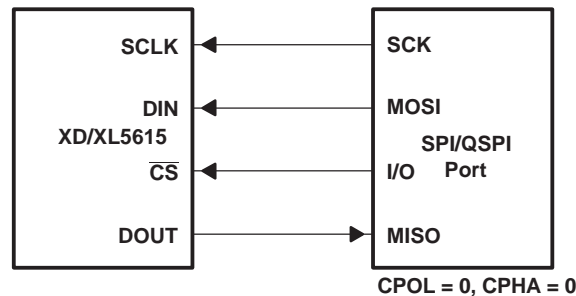 SCLK
DIN
XD/XL5615
CS
DOUT
SCK
MOSI
SPI/QSPI
I/O Port
MISO
CPOL = 0, CPHA = 0